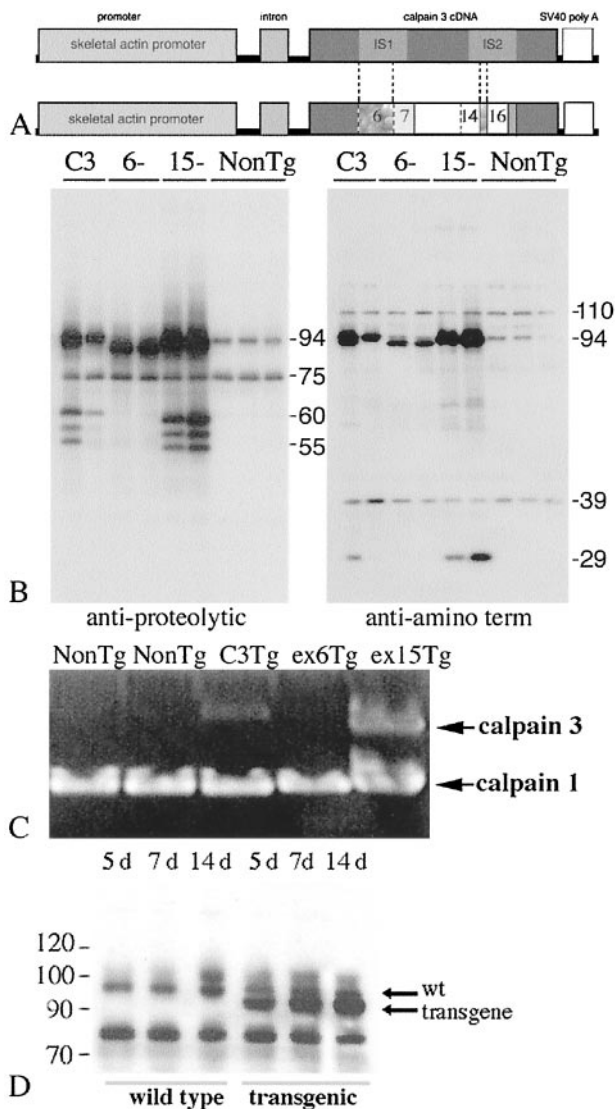 promoter intron calpain 3 cDNA SV40 poly A
skeletal actin promoter IS1 IS2
skeletal actin promoter 6 7 14 16
A
C3 6- 15- NonTg C3 6- 15- NonTg
-94
-75
-60
-55
-110
-94
-39
-29
B
anti-proteolytic anti-amino term
NonTg NonTg C3Tg ex6Tg ex15Tg
calpain 3
calpain 1
C
5 d 7 d 14 d 5 d 7d 14 d
120 -
100 -
90 -
70 -
wt
transgene
D
wild type transgenic